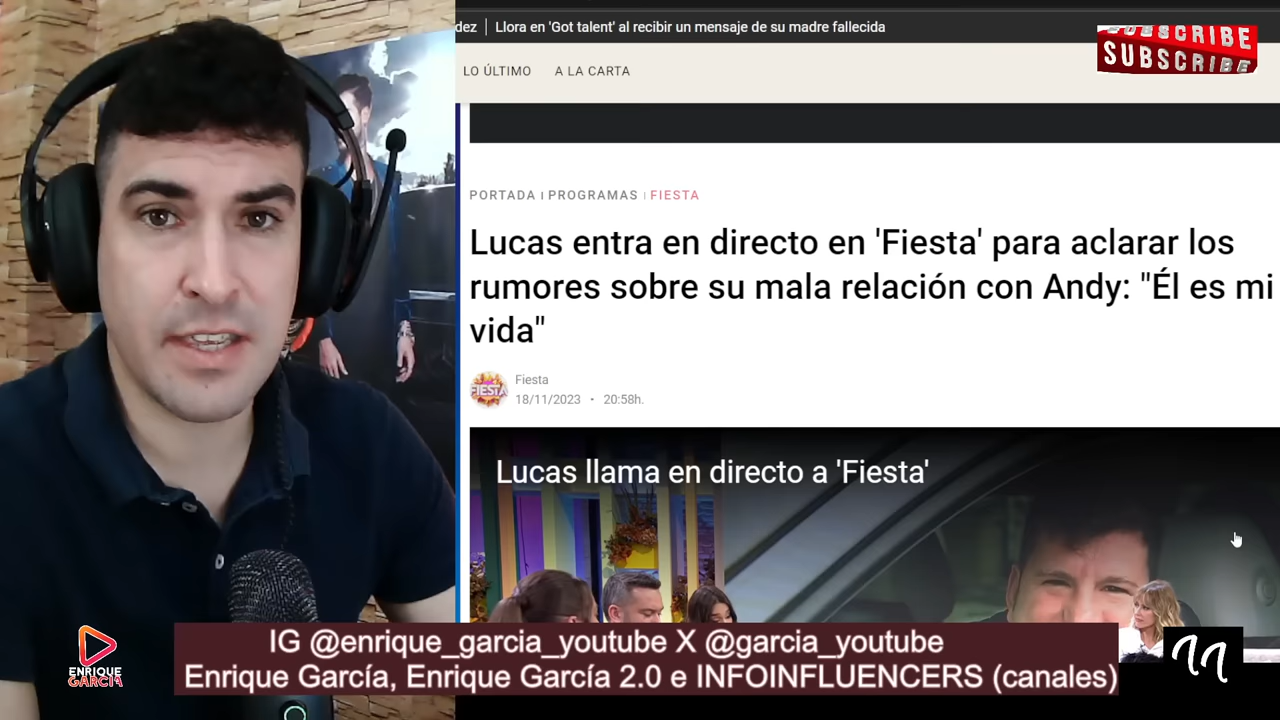 dez | Llora en 'Got talent' al recibir un mensaje de su madre fallecida
SUBSCRIBE
SUBSCRIBE
LO ÚLTIMO A LA CARTA
PORTADA | PROGRAMAS | FIESTA
Lucas entra en directo en 'Fiesta' para aclarar los
rumores sobre su mala relación con Andy: "Él es mi
vida"
FIESTA
Fiesta
18/11/2023 • 20:58h.
Lucas llama en directo a 'Fiesta'
IG @enrique_garcia_youtube X @garcia_youtube
Enrique García, Enrique García 2.0 e INFOINFLUENCERS (canales)
ENRIQUE
GARCÍA